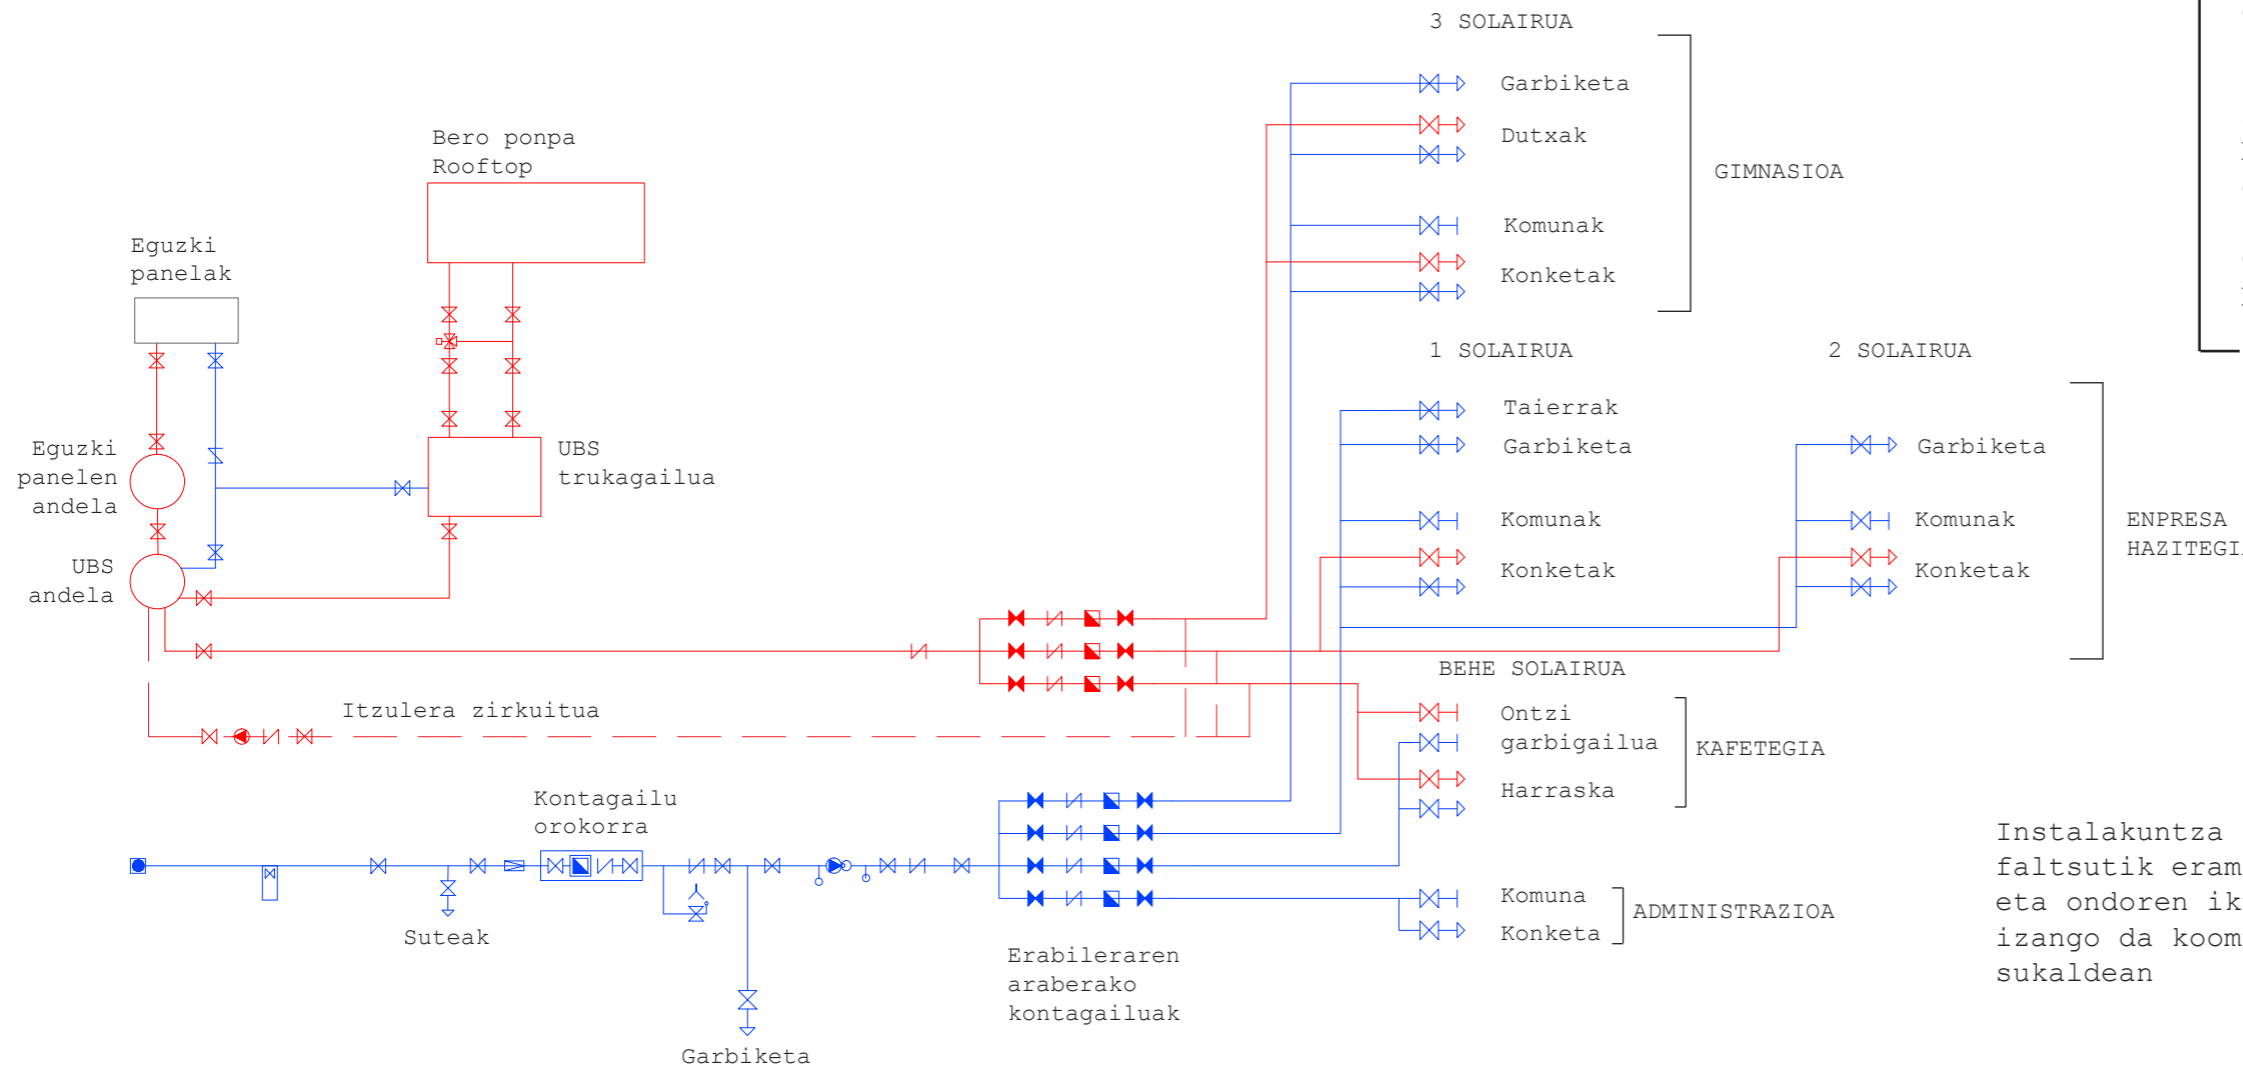 3 SOLAIRUA
Garbiketa
Dutxak
GIMNASIOA
Komunak
Konketak
Bero ponpa
Rooftop
Eguzki
panelak
1 SOLAIRUA
2 SOLAIRUA
Taierrak
Garbiketa
Garbiketa
Eguzki
panelen
andela
UBS
trukagailua
Komunak
Komunak
ENPRESA
Konketak
Konketak
UBS
andela
BEHE SOLAIRUA
Itzulera zirkuitua
Ontzi
garbigailua
KAFETEGIA
Harraska
Kontagailu
orokorra
Instalakuntza
faltsutik
eta ondoren
izango da
sukaldean
Komuna
ADMINISTRAZIOA
Konketa
Suteak
Erabileraren
araberako
kontagailuak
Garbiketa